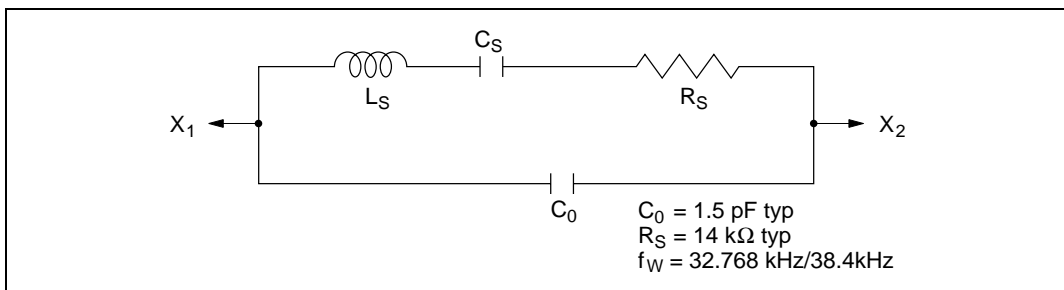 C_S
L_S
R_S
X_1
X_2
C_0
C_0 = 1.5 pF typ
R_S = 14 kΩ typ
f_W = 32.768 kHz/38.4kHz